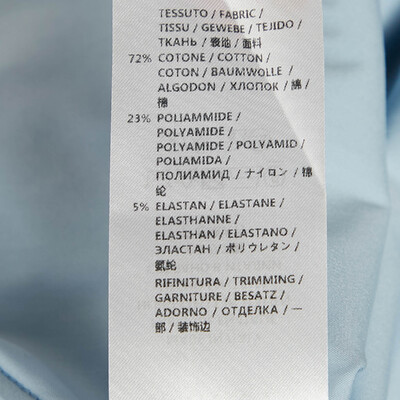 TESSUTO / FABRIC /
TISSU / GEWEBE / TEJIDO /
ТКАНЬ / 表地 / 面料
72% COTONE / COTTON /
COTON / BAUMWOLLE /
ALGODON / ХЛОПОК / 綿 /
棉
23% POLIAMMIDE /
POLYAMIDE /
POLYAMIDE / POLYAMID /
POLIAMIDA /
ПОЛИАМИД / ナイロン / 锦
纶
5% ELASTAN / ELASTANE /
ELASTHANNE /
ELASTHAN / ELASTANO /
ЭЛАСТАН / ポリウレタン /
氨纶
RIFINITURA / TRIMMING /
GARNITURE / BESATZ /
ADORNO / ОТДЕЛКА / 一
部 / 装饰边